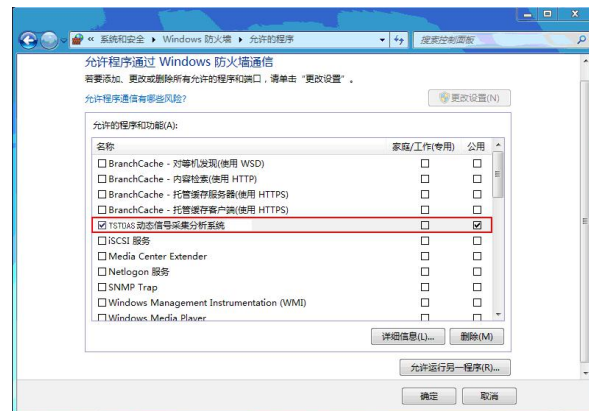 « 系统和安全 ▸ Windows 防火墙 ▸ 允许的程序
搜索控制面板
允许程序通过 Windows 防火墙通信
若要添加、更改或删除所有允许的程序和端口，请单击“更改设置”。
允许程序通信有哪些风险?
更改设置(N)
允许的程序和功能(A):
名称 家庭/工作(专用) 公用
BranchCache - 对等机发现(使用 WSD)
BranchCache - 内容检索(使用 HTTP)
BranchCache - 托管缓存服务器(使用 HTTPS)
BranchCache - 托管缓存客户端(使用 HTTPS)
TSTDAS 动态信号采集分析系统
iSCSI 服务
Media Center Extender
Netlogon 服务
SNMP Trap
Windows Management Instrumentation (WMI)
Windows Media Player
详细信息(L)... 删除(M)
允许运行另一程序(R)...
确定 取消